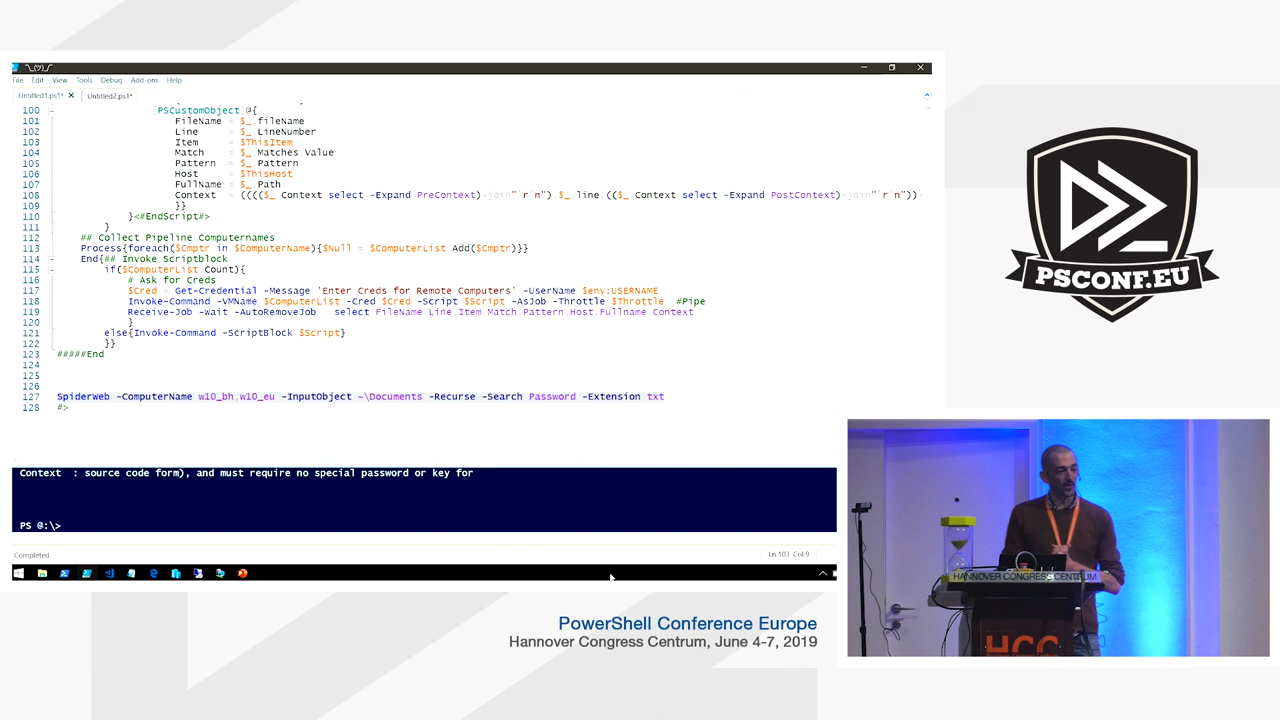 File Edit View Tools Debug Add-ons Help
Untitled1.ps1* X Untitled2.ps1*
100 [PSCustomObject]@{
101 FileName = $_ fileName
102 Line = $_ LineNumber
103 Item = $ThisItem
104 Match = $_ Matches Value
105 Pattern = $_ Pattern
106 Host = $ThisHost
107 FullName = $_ Path
108 Context = (((($_ Context select -Expand PreContext)-join"`r`n"),$_ line,(($_ Context select -Expand PostContext)-join"`r`n"))-
109 }}
110 }<#EndScript#>
111 }
112 ## Collect Pipeline Computernames
113 Process{foreach($Cmptr in $ComputerName){$Null = $ComputerList Add($Cmptr)}}
114 End{## Invoke Scriptblock
115 if($ComputerList Count){
116 # Ask for Creds
117 $Cred = Get-Credential -Message 'Enter Creds for Remote Computers' -UserName $env:USERNAME
118 Invoke-Command -VMName $ComputerList -Cred $Cred -Script $Script -AsJob -Throttle $Throttle #Pipe
119 Receive-Job -Wait -AutoRemoveJob select FileName,Line,Item,Match,Pattern,Host,Fullname,Context
120 }
121 else{Invoke-Command -ScriptBlock $Script}
122 }}
123 #####End
124
125
126
127 SpiderWeb -ComputerName w10_bh,w10_eu -InputObject ~\Documents -Recurse -Search Password -Extension txt
128 #>
Context : source code form), and must require no special password or key for
PS @:\>
Completed Ln 103 Col 9
PSCONF.EU
HANNOVER CONGRESS CENTRUM
HCC
PowerShell Conference Europe
Hannover Congress Centrum, June 4-7, 2019